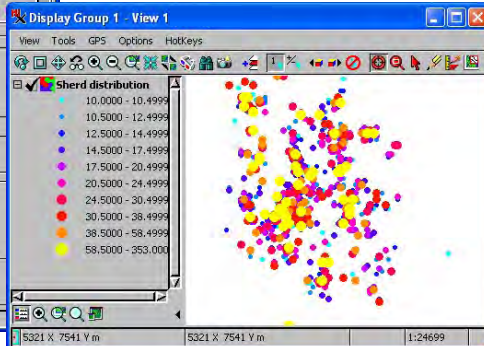 Display Group 1 - View 1
View Tools GPS Options HotKeys
1
Sherd distribution
10.0000 - 10.4999
10.5000 - 12.4999
12.5000 - 14.4999
14.5000 - 17.4999
17.5000 - 20.4999
20.5000 - 24.4999
24.5000 - 30.4999
30.5000 - 38.4999
38.5000 - 58.4999
58.5000 - 353.000
5321 X 7541 Y m 5321 X 7541 Y m 1:24699